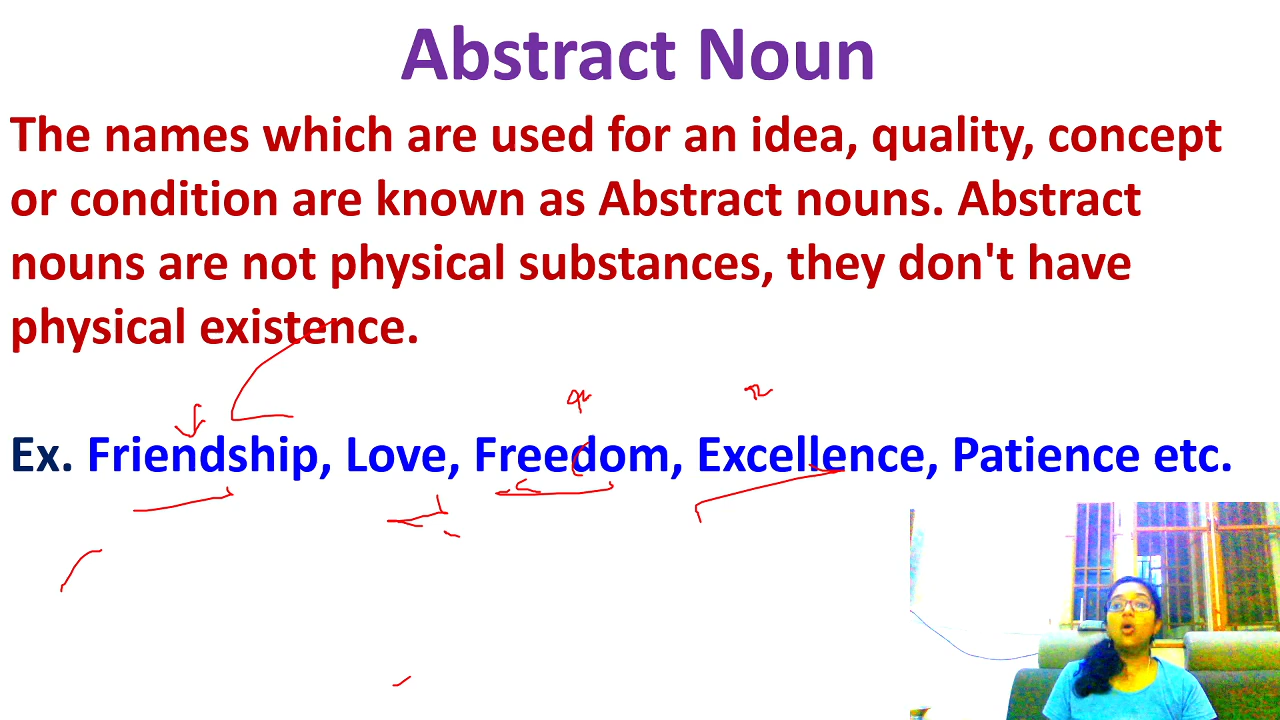 Abstract Noun
The names which are used for an idea, quality, concept
or condition are known as Abstract nouns. Abstract
nouns are not physical substances, they don't have
physical existence.
Ex. Friendship, Love, Freedom, Excellence, Patience etc.